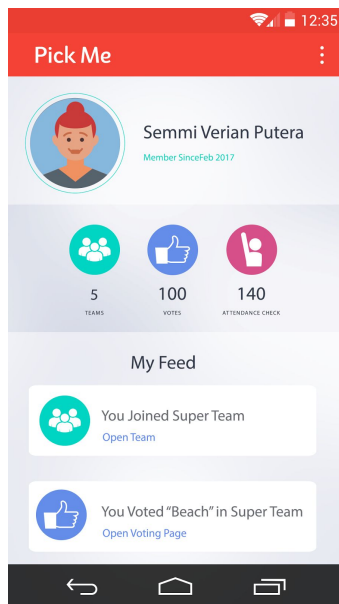 12:35
Pick Me
Semmi Verian Putera
Member SinceFeb 2017
5
100
140
TEAMS
VOTES
ATTENDANCE CHECK
My Feed
You Joined Super Team
Open Team
You Voted "Beach" in Super Team
Open Voting Page